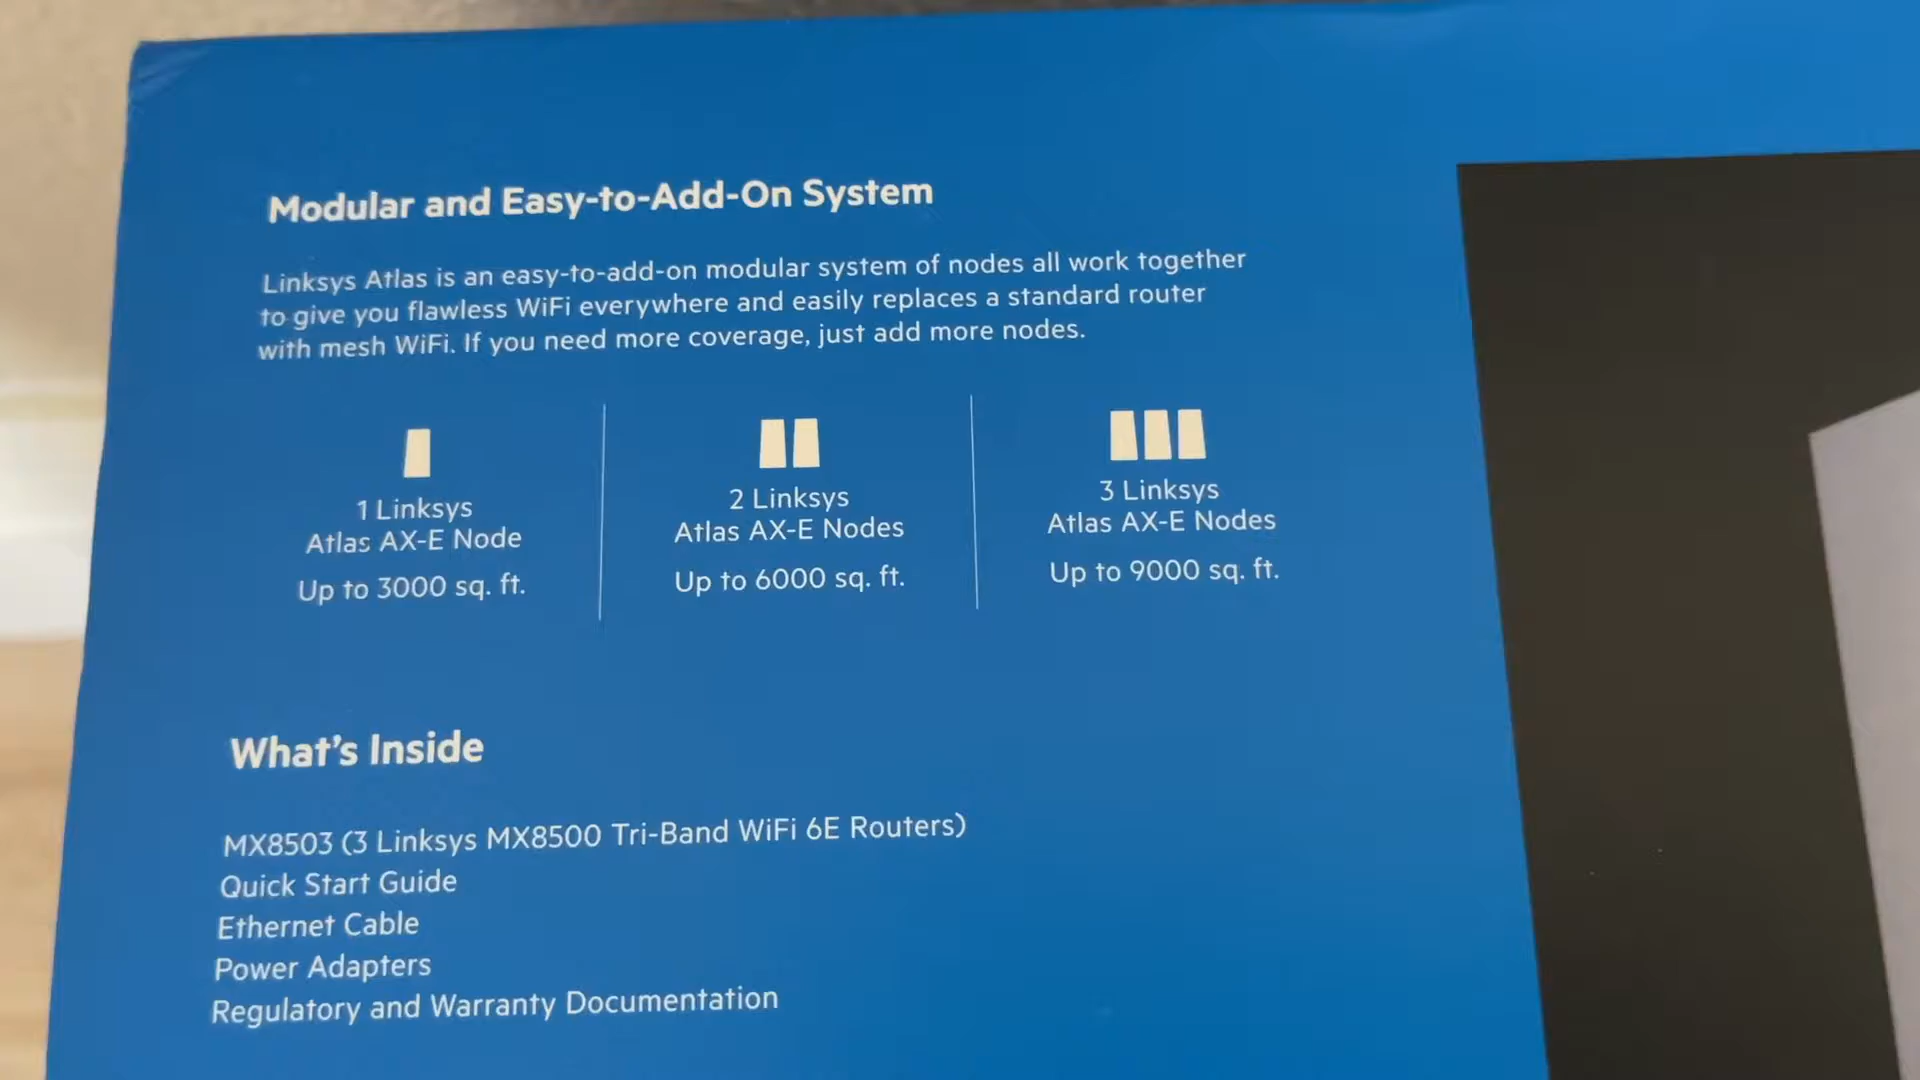 Modular and Easy-to-Add-On System
Linksys Atlas is an easy-to-add-on modular system of nodes all work together
to give you flawless WiFi everywhere and easily replaces a standard router
with mesh WiFi. If you need more coverage, just add more nodes.
1 Linksys
Atlas AX-E Node
Up to 3000 sq. ft.
2 Linksys
Atlas AX-E Nodes
Up to 6000 sq. ft.
3 Linksys
Atlas AX-E Nodes
Up to 9000 sq. ft.
What's Inside
MX8503 (3 Linksys MX8500 Tri-Band WiFi 6E Routers)
Quick Start Guide
Ethernet Cable
Power Adapters
Regulatory and Warranty Documentation